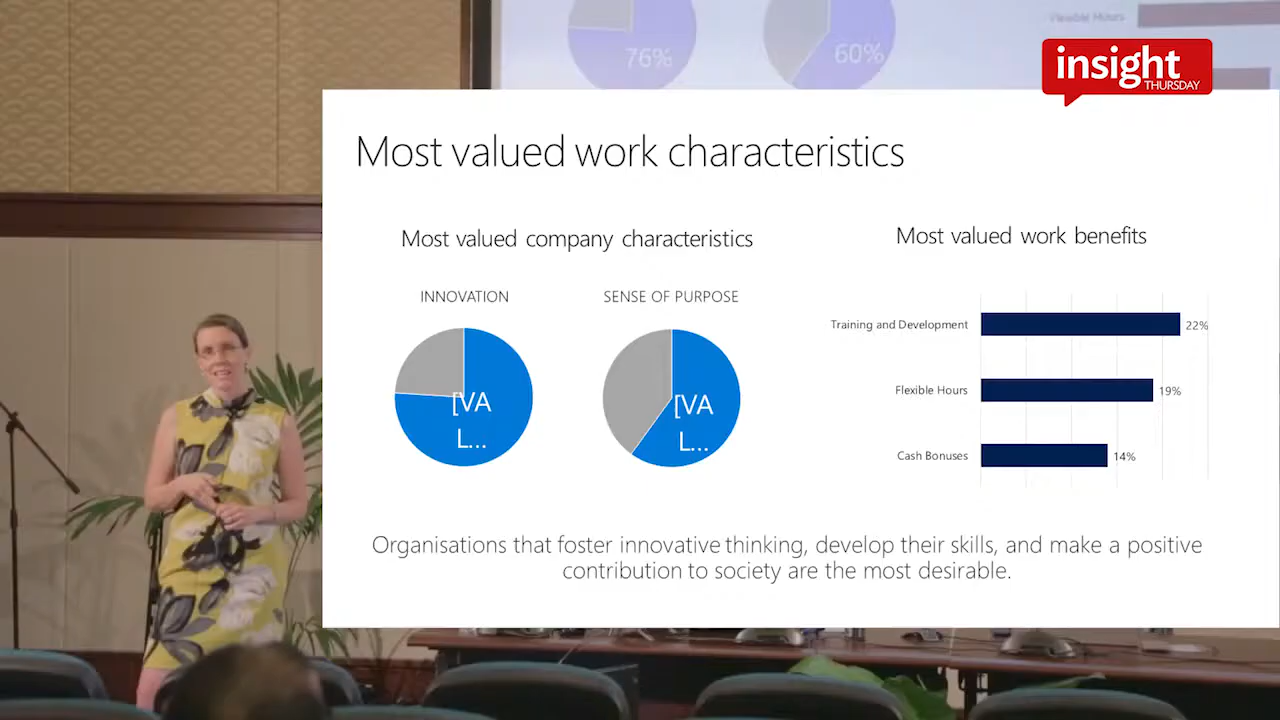 76%
60%
Flexible Hours
insight
THURSDAY
Most valued work characteristics
Most valued company characteristics
Most valued work benefits
INNOVATION
SENSE OF PURPOSE
[VA
L...
[VA
L...
Training and Development
22%
Flexible Hours
19%
Cash Bonuses
14%
Organisations that foster innovative thinking, develop their skills, and make a positive
contribution to society are the most desirable.